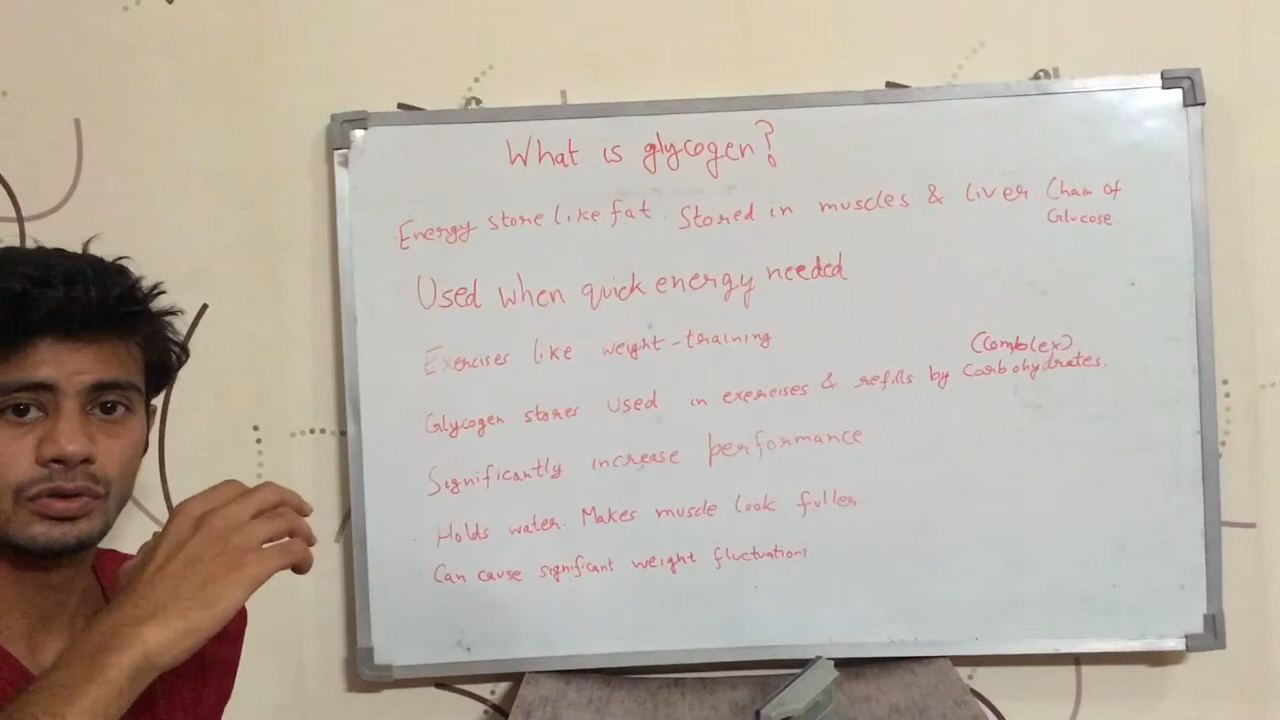 What is glycogen?
Energy store like fat. Stored in muscles & liver Chain of
Glucose.
Used when quick energy needed
Exercises like weight-training
(Complex)
Glycogen stores used in exercises & refills by Carbohydrates.
Significantly increase performance
Holds water. Makes muscle look fuller
Can cause significant weight fluctuations